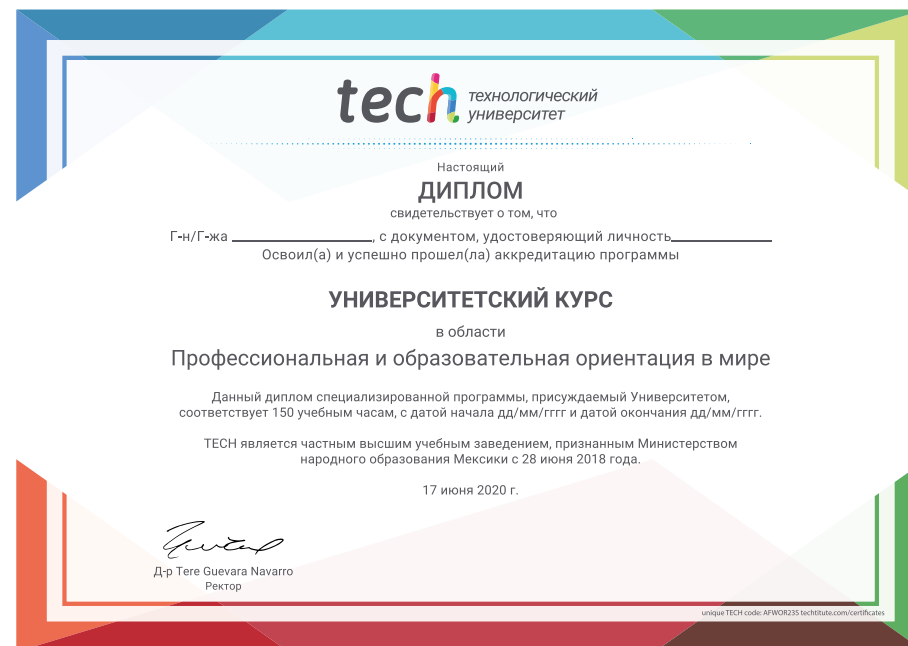 tech технологический
университет
Настоящий
ДИПЛОМ
свидетельствует о том, что
Г-н/Г-жа ____________________, с документом, удостоверяющий личность______________
Освоил(а) и успешно прошел(ла) аккредитацию программы
УНИВЕРСИТЕТСКИЙ КУРС
в области
Профессиональная и образовательная ориентация в мире
Данный диплом специализированной программы, присуждаемый Университетом,
соответствует 150 учебным часам, с датой начала дд/мм/гггг и датой окончания дд/мм/гггг.
TECH является частным высшим учебным заведением, признанным Министерством
народного образования Мексики с 28 июня 2018 года.
17 июня 2020 г.
Д-р Tere Guevara Navarro
Ректор
unique TECH code: AFWOR235 techtitute.com/certificates